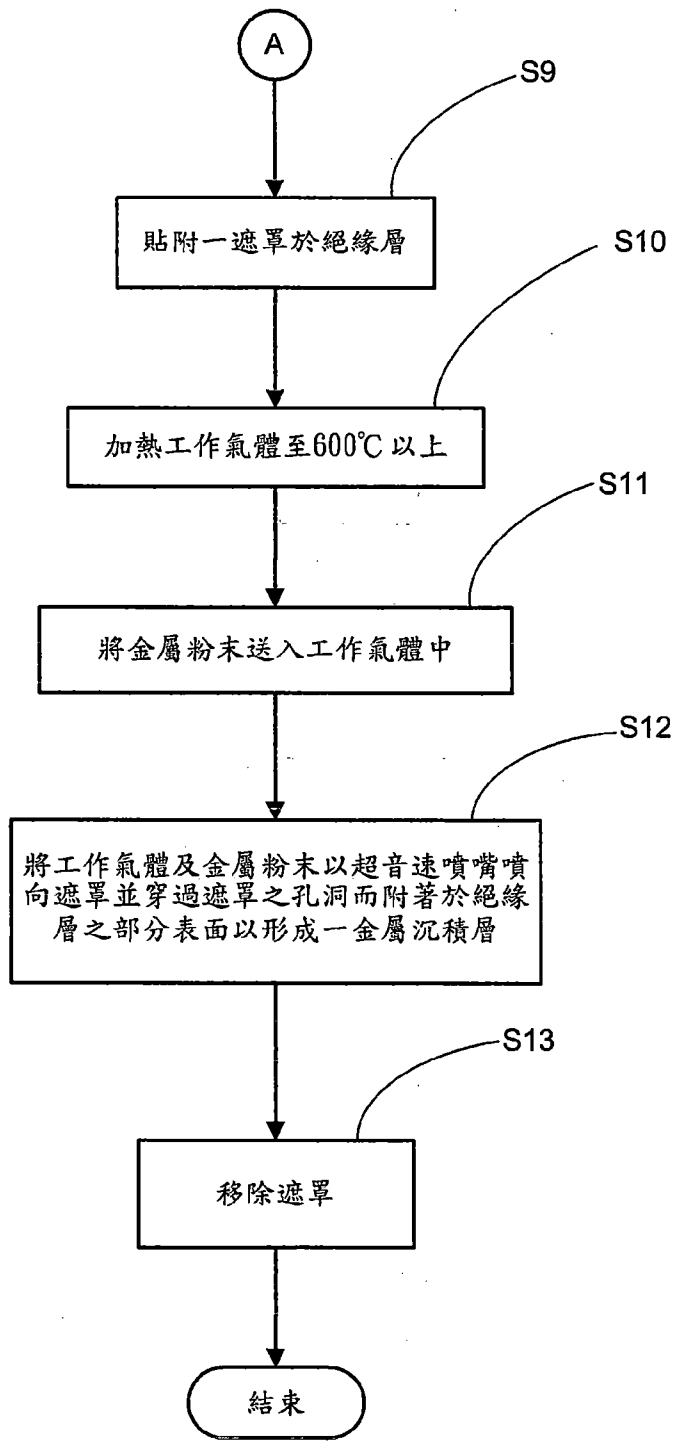 A
S9
貼附一遮罩於絕緣層
S10
加熱工作氣體至600℃以上
S11
將金屬粉末送入工作氣體中
S12
將工作氣體及金屬粉末以超音速噴嘴噴
向遮罩並穿過遮罩之孔洞而附著於絕緣
層之部分表面以形成一金屬沉積層
S13
移除遮罩
結束